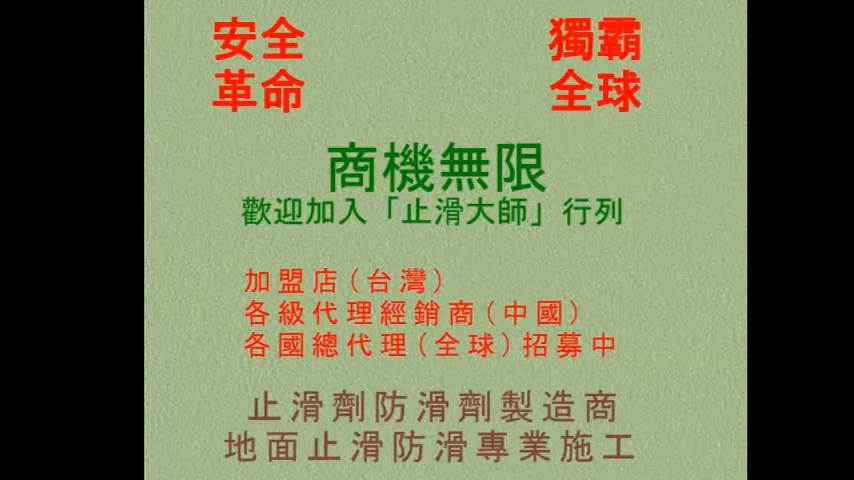 安全 獨霸
革命 全球
商機無限
歡迎加入「止滑大師」行列
加盟店(台灣)
各級代理經銷商(中國)
各國總代理(全球)招募中
止滑劑防滑劑製造商
地面止滑防滑專業施工